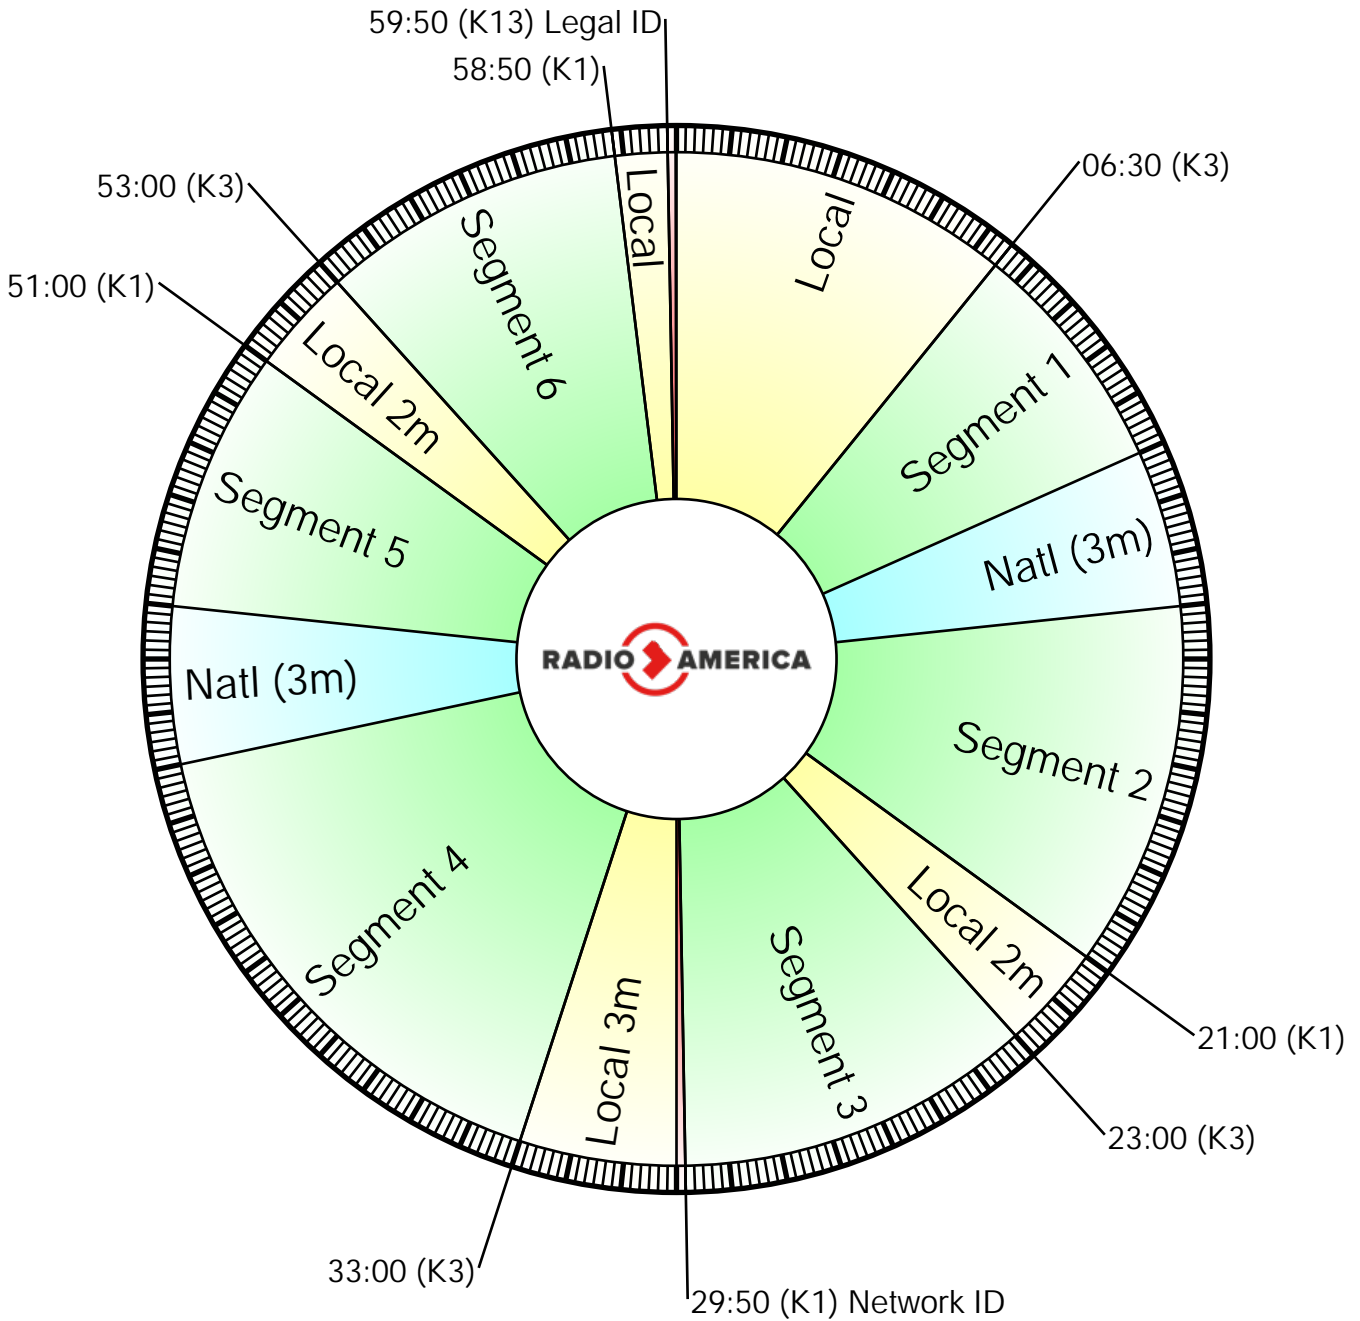 59:50 (K13) Legal ID
58:50 (K1)
06:30 (K3)
53:00 (K3)
51:00 (K1)
Local
Local
Segment 6
Segment 1
Local 2m
Segment 5
Natl (3m)
Natl (3m)
RADIO AMERICA
Segment 2
Segment 4
Local 2m
Segment 3
Local 3m
21:00 (K1)
23:00 (K3)
33:00 (K3)
29:50 (K1) Network ID